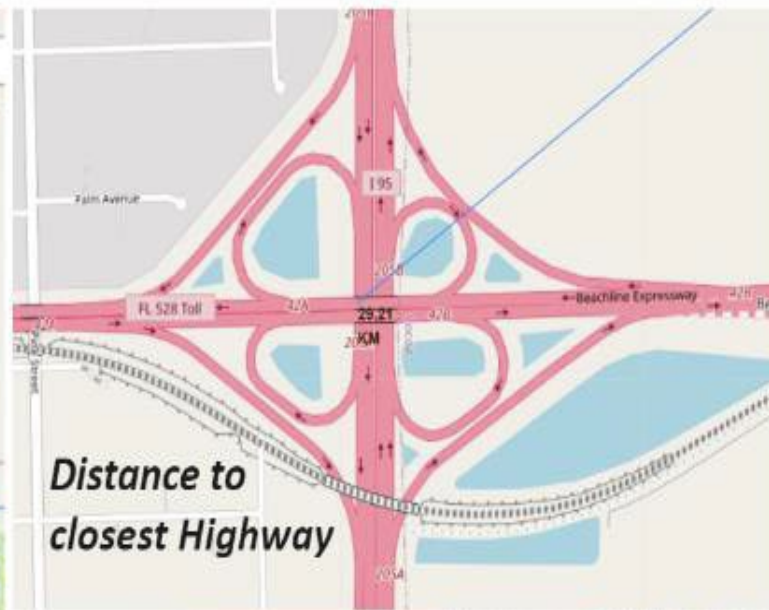 I 95
Palm Avenue
205B
Beachline Expressway
FL 528 Toll
42A
42B
42B
29.21
KM
Distance to
closest Highway
205A